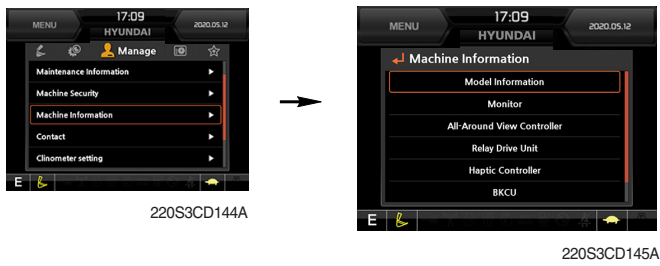 17:09
MENU
2020.05.12
HYUNDAI
Manage
Maintenance Information
Machine Security
Machine Information
Contact
Clinometer setting
E
220S3CD144A
17:09
MENU
2020.05.12
HYUNDAI
Machine Information
Model Information
Monitor
All-Around View Controller
Relay Drive Unit
Haptic Controller
BKCU
E
220S3CD145A